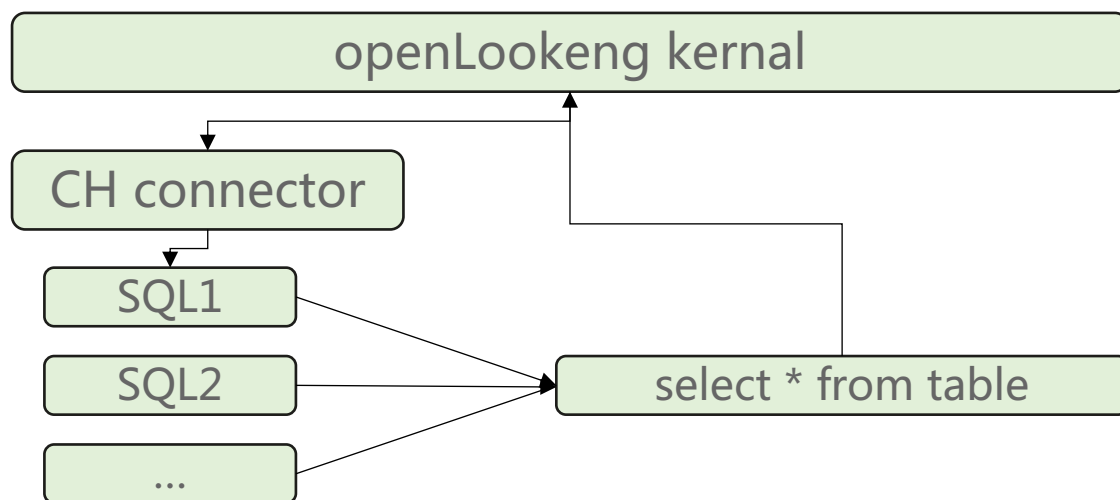 openLookeng kernal
CH connector
SQL1
SQL2
select * from table
...